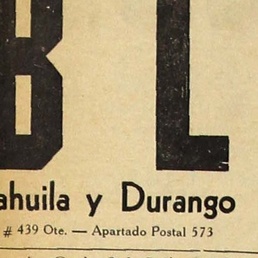 B L
ahuila y Durango
# 439 Ote. — Apartado Postal 573